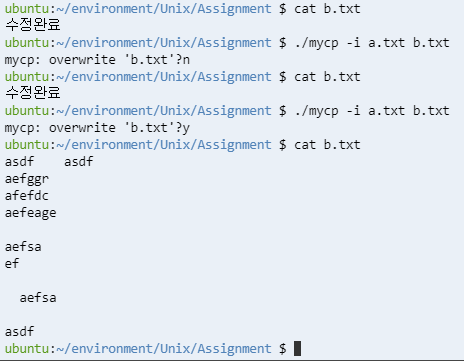 ubuntu:~/environment/Unix/Assignment $ cat b.txt
수정완료
ubuntu:~/environment/Unix/Assignment $ ./mycp -i a.txt b.txt
mycp: overwrite 'b.txt'?n
ubuntu:~/environment/Unix/Assignment $ cat b.txt
수정완료
ubuntu:~/environment/Unix/Assignment $ ./mycp -i a.txt b.txt
mycp: overwrite 'b.txt'?y
ubuntu:~/environment/Unix/Assignment $ cat b.txt
asdf    asdf
aefggr
afefdc
aefeage

aefsa
ef

  aefsa

asdf
ubuntu:~/environment/Unix/Assignment $